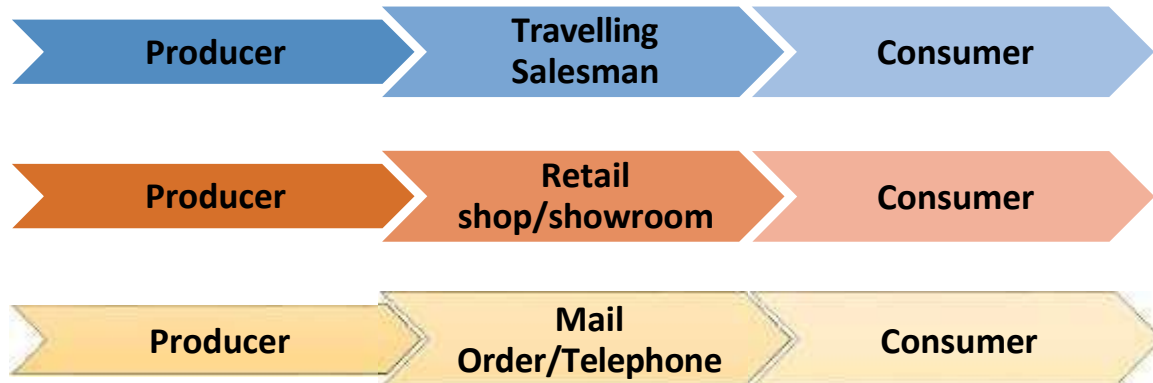 Producer
Travelling
Salesman
Consumer
Producer
Retail
shop/showroom
Consumer
Producer
Mail
Order/Telephone
Consumer